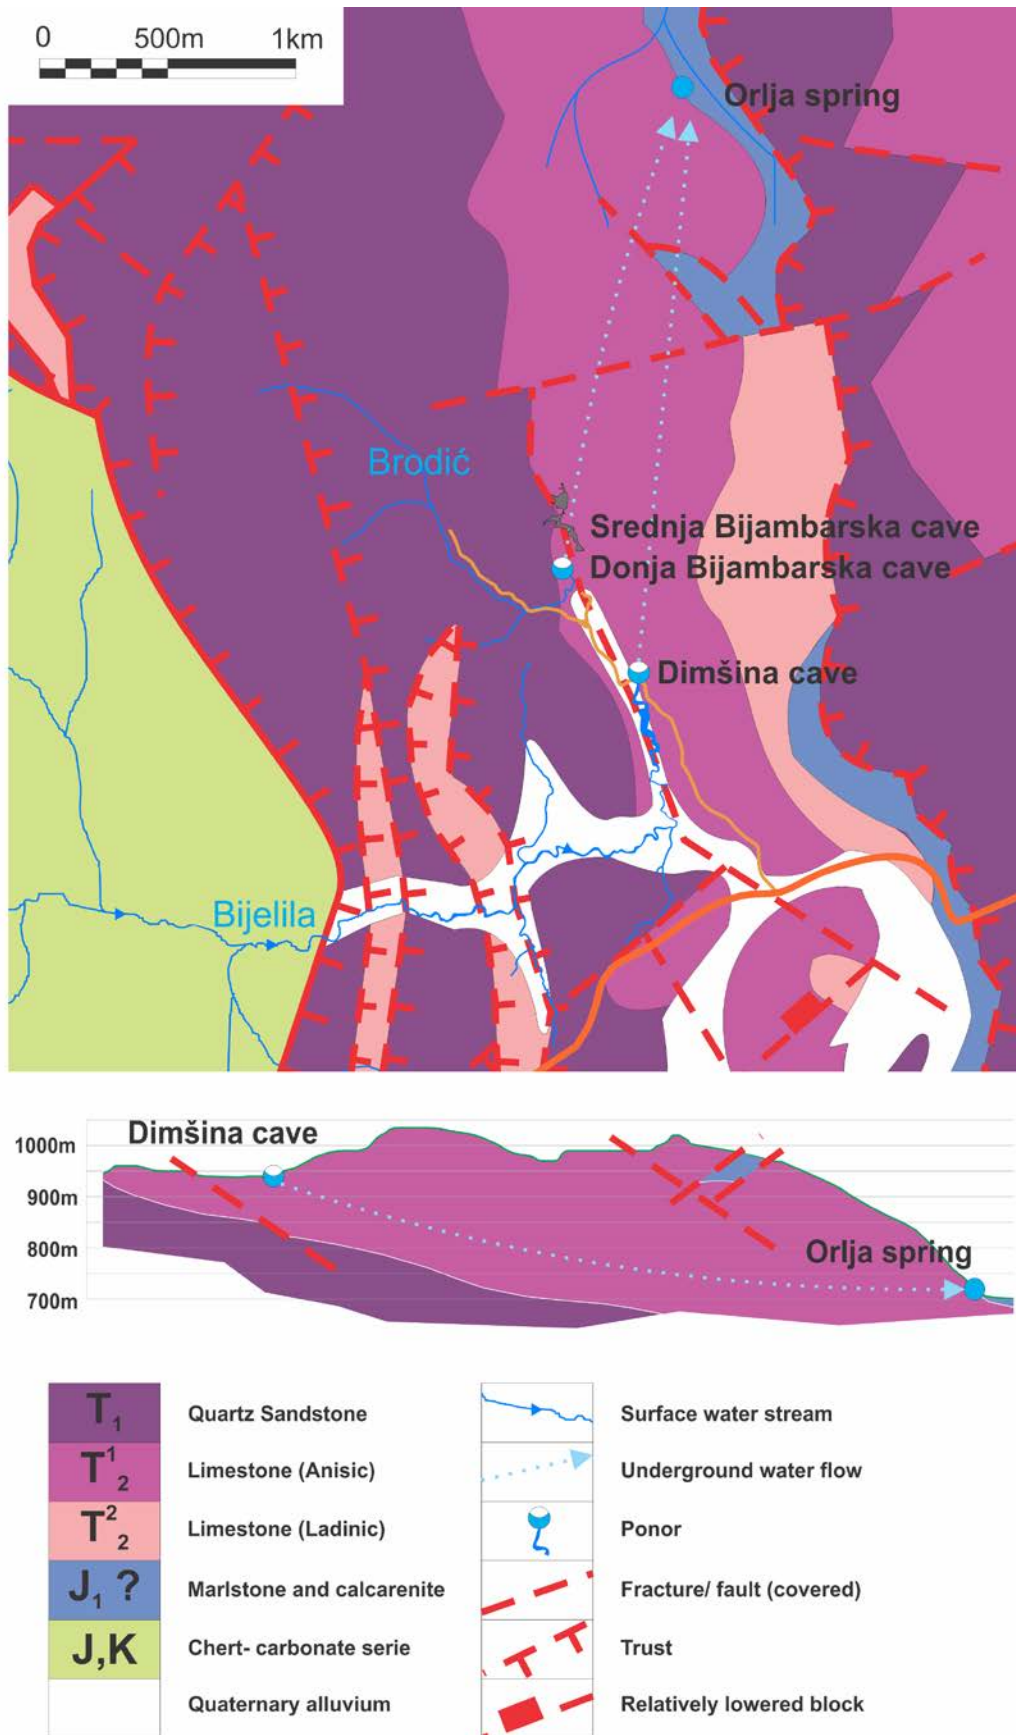 0 500m 1km
Orlja spring
Brodić
Srednja Bijambarska cave
Donja Bijambarska cave
Dimšina cave
Bijelila
Dimšina cave
1000m
900m
800m
Orlja spring
700m
T1 Quartz Sandstone
T12 Limestone (Anisic)
T22 Limestone (Ladinic)
J1 ? Marlstone and calcarenite
J,K Chert- carbonate serie
Quaternary alluvium
Surface water stream
Underground water flow
Ponor
Fracture/ fault (covered)
Trust
Relatively lowered block